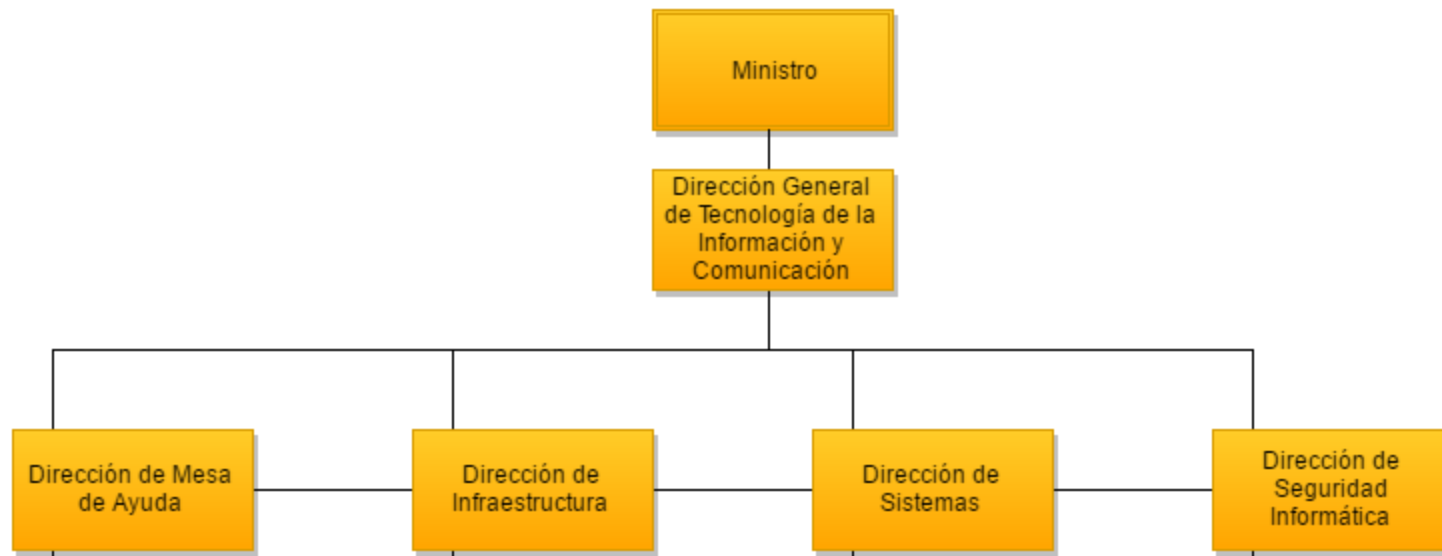 Ministro
Dirección General
de Tecnología de la
Información y
Comunicación
Dirección de Mesa
de Ayuda
Dirección de
Infraestructura
Dirección de
Sistemas
Dirección de
Seguridad
Informática